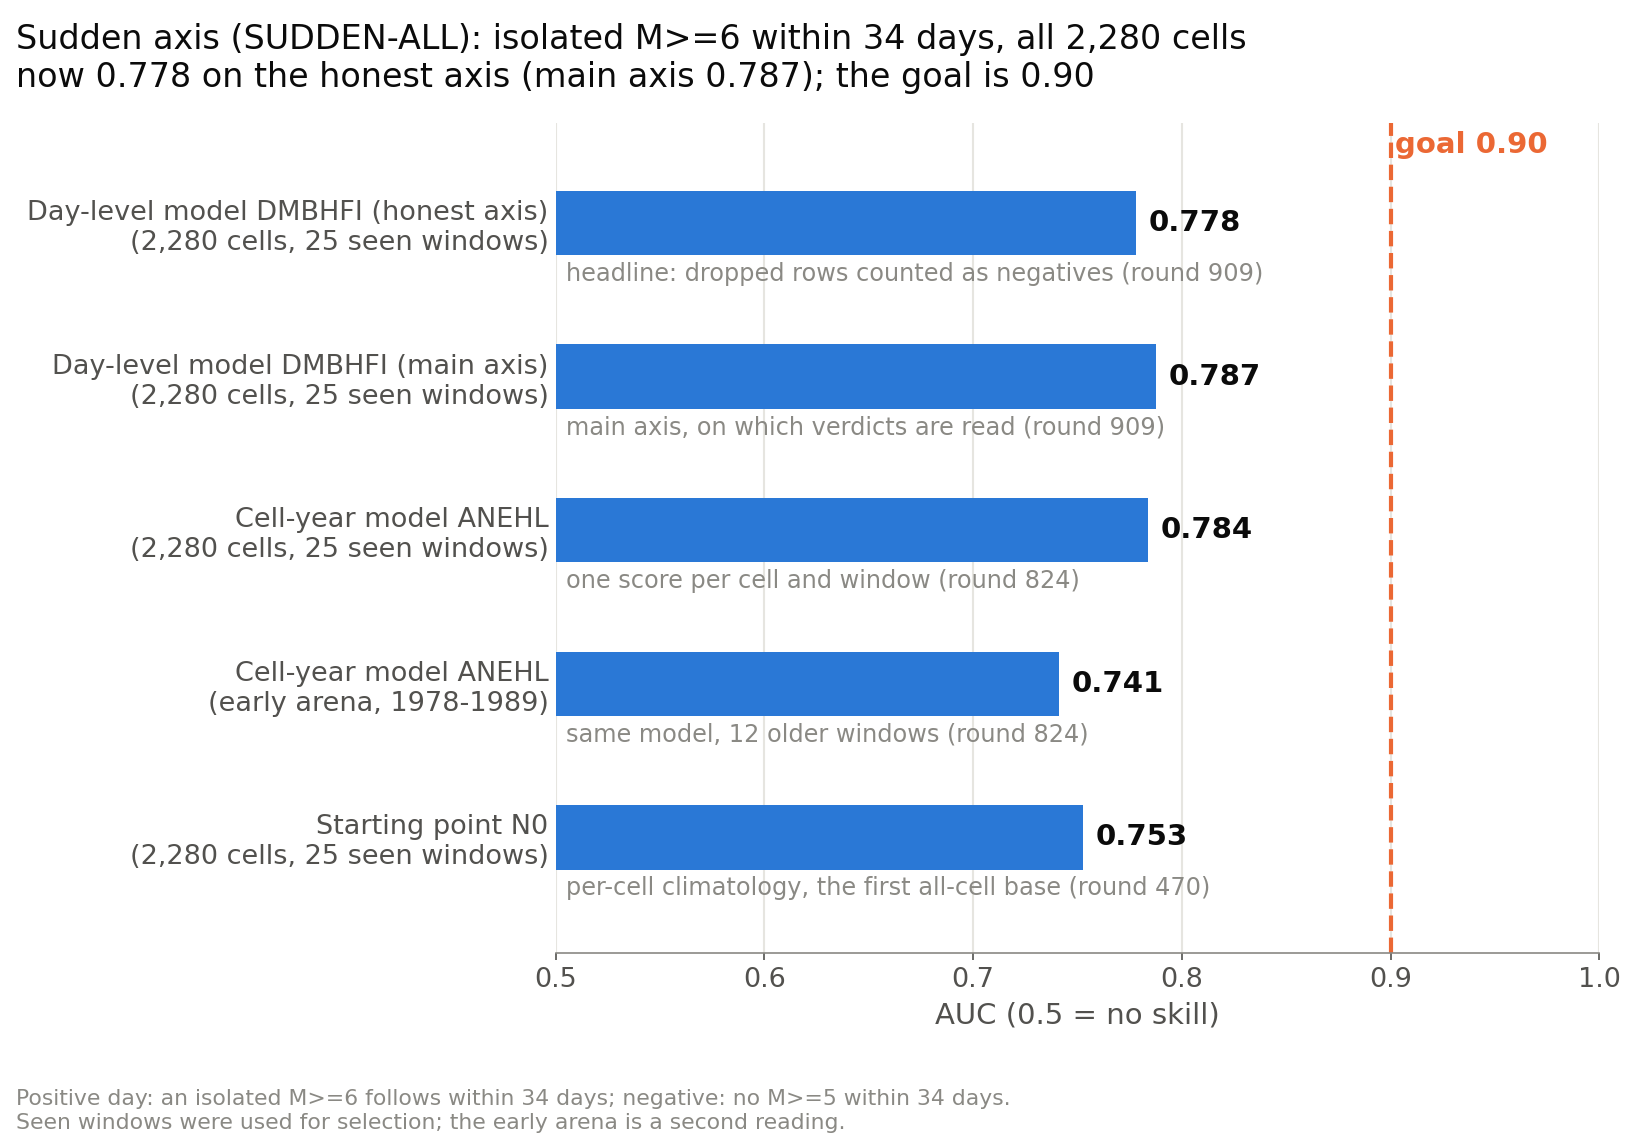 Sudden axis (SUDDEN-ALL): isolated M>=6 within 34 days, all 2,280 cells
now 0.778 on the honest axis (main axis 0.787); the goal is 0.90
goal 0.90
Day-level model DMBHFI (honest axis)
(2,280 cells, 25 seen windows)
0.778
headline: dropped rows counted as negatives (round 909)
Day-level model DMBHFI (main axis)
(2,280 cells, 25 seen windows)
0.787
main axis, on which verdicts are read (round 909)
Cell-year model ANEHL
(2,280 cells, 25 seen windows)
0.784
one score per cell and window (round 824)
Cell-year model ANEHL
(early arena, 1978-1989)
0.741
same model, 12 older windows (round 824)
Starting point N0
(2,280 cells, 25 seen windows)
0.753
per-cell climatology, the first all-cell base (round 470)
0.5 0.6 0.7 0.8 0.9 1.0
AUC (0.5 = no skill)
Positive day: an isolated M>=6 follows within 34 days; negative: no M>=5 within 34 days.
Seen windows were used for selection; the early arena is a second reading.